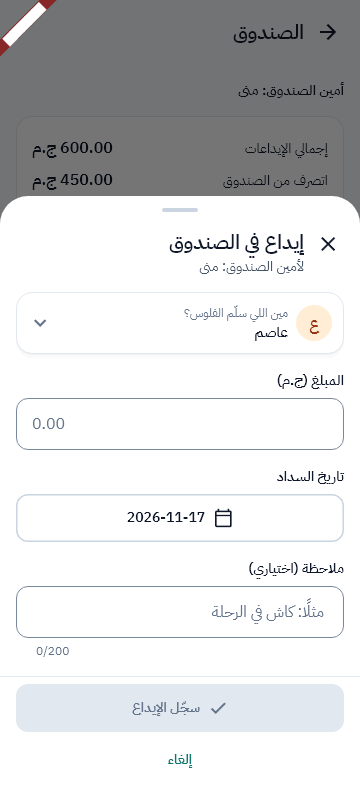 الصندوق
أمين الصندوق: منى
إجمالي الإيداعات 600.00 ج.م
اتصرف من الصندوق 450.00 ج.م
إيداع في الصندوق
لأمين الصندوق: منى
مين اللي سلّم الفلوس؟
ع
عاصم
المبلغ (ج.م)
0.00
تاريخ السداد
2026-11-17
ملاحظة (اختياري)
مثلًا: كاش في الرحلة
0/200
سجّل الإيداع
إلغاء